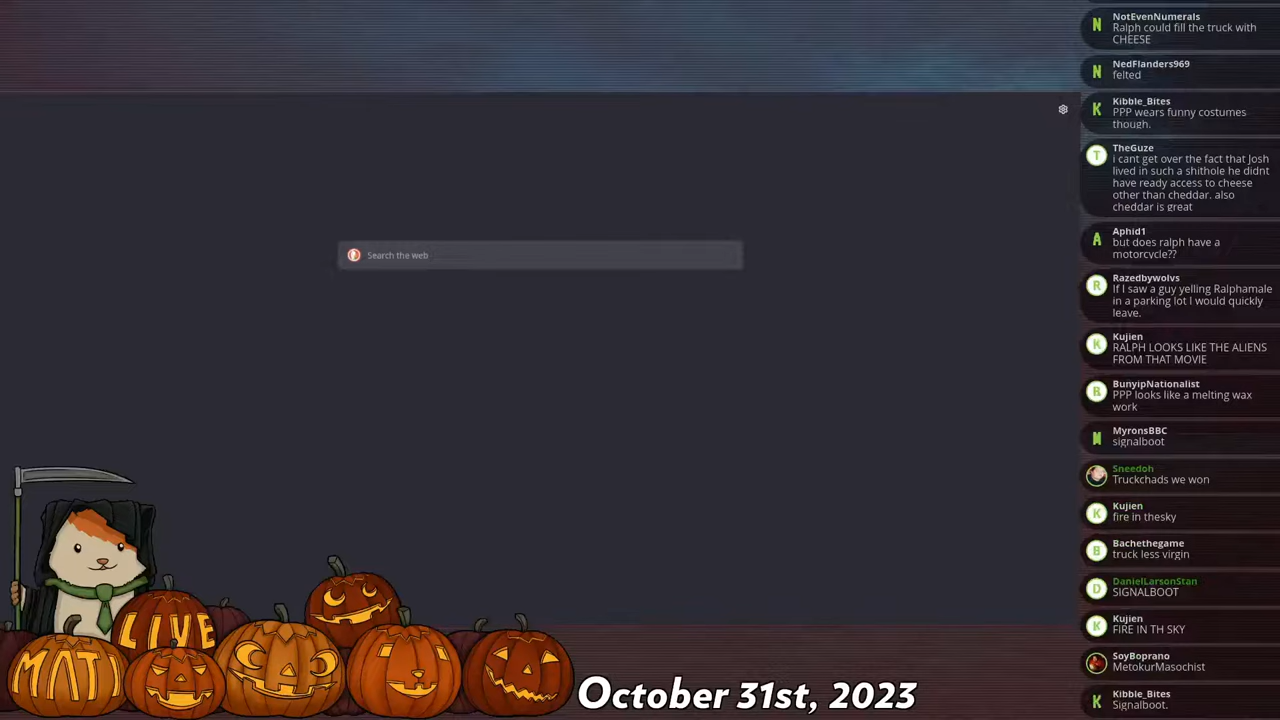 NotEvenNumerals
Ralph could fill the truck with
CHEESE
NedFlanders969
felted
Kibble_Bites
PPP wears funny costumes
though.
TheGuze
i cant get over the fact that Josh
lived in such a shithole he didnt
have ready access to cheese
other than cheddar. also
cheddar is great
Aphid1
but does ralph have a
motorcycle??
Razedbywolvs
If I saw a guy yelling Ralphamale
in a parking lot I would quickly
leave.
Kujien
RALPH LOOKS LIKE THE ALIENS
FROM THAT MOVIE
BunyipNationalist
PPP looks like a melting wax
work
MyronsBBC
signalboot
Sneedoh
Truckchads we won
Kujien
fire in thesky
Bachethegame
truck less virgin
DanielLarsonStan
SIGNALBOOT
Kujien
FIRE IN TH SKY
SoyBoprano
MetokurMasochist
Kibble_Bites
Signalboot.
Search the web
LIVE
MATI
October 31st, 2023